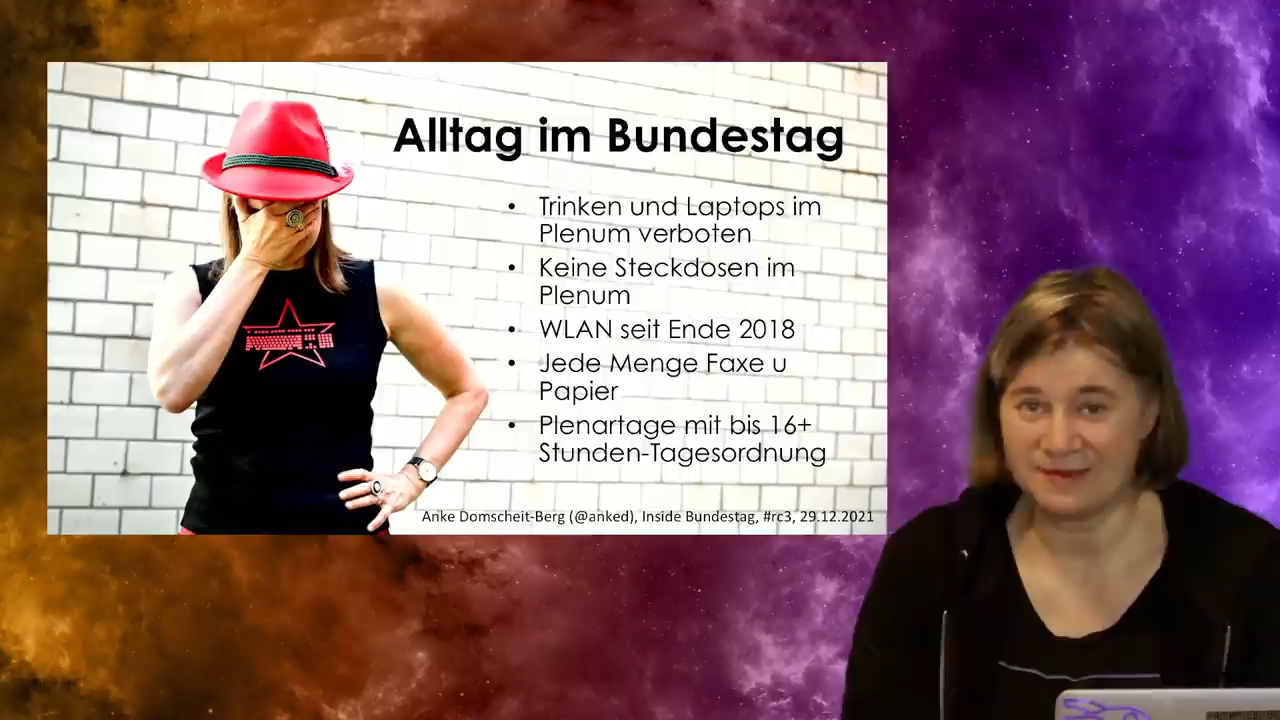 Alltag im Bundestag
• Trinken und Laptops im
Plenum verboten
• Keine Steckdosen im
Plenum
• WLAN seit Ende 2018
• Jede Menge Faxe u
Papier
• Plenartage mit bis 16+
Stunden-Tagesordnung
Anke Domscheit-Berg (@anked), Inside Bundestag, #rc3, 29.12.2021